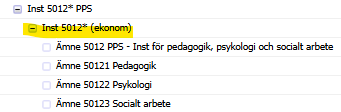 Inst 5012* PPS
Inst 5012* (ekonom)
Ämne 5012 PPS - Inst för pedagogik, psykologi och socialt arbete
Ämne 50121 Pedagogik
Ämne 50122 Psykologi
Ämne 50123 Socialt arbete